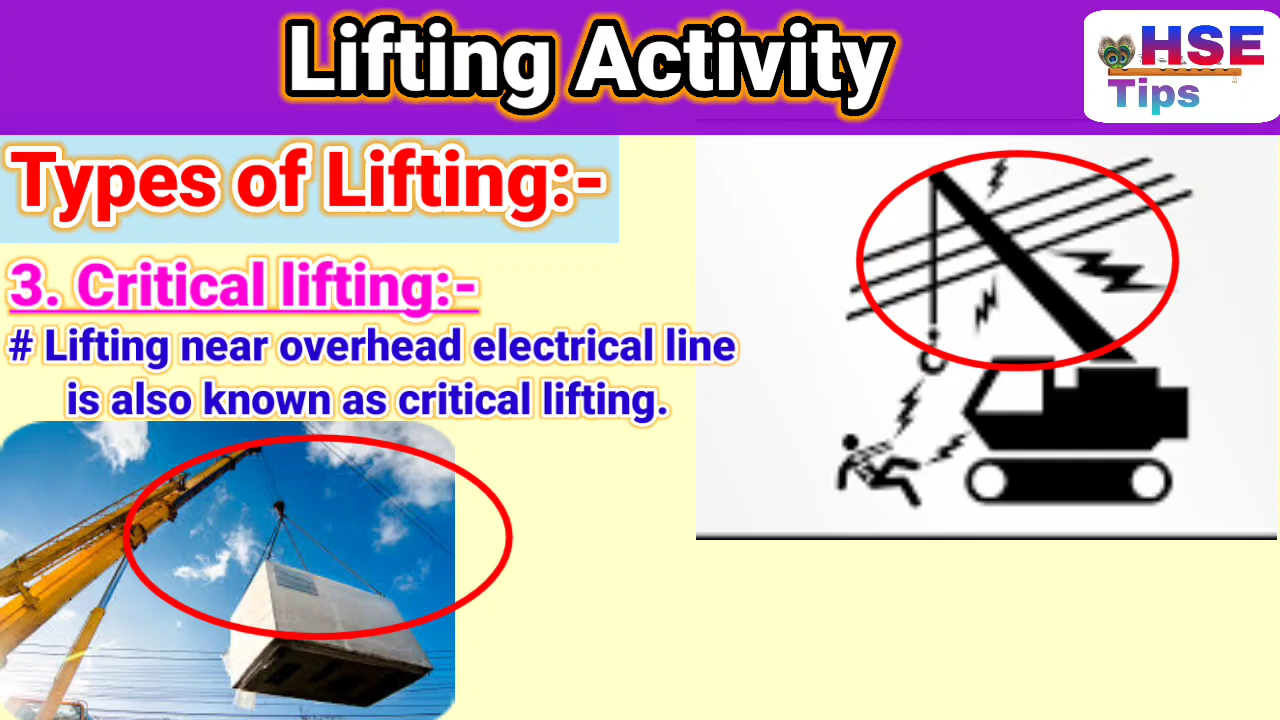 Lifting Activity
HSE
Tips
Types of Lifting:-
3. Critical lifting:-
# Lifting near overhead electrical line
is also known as critical lifting.